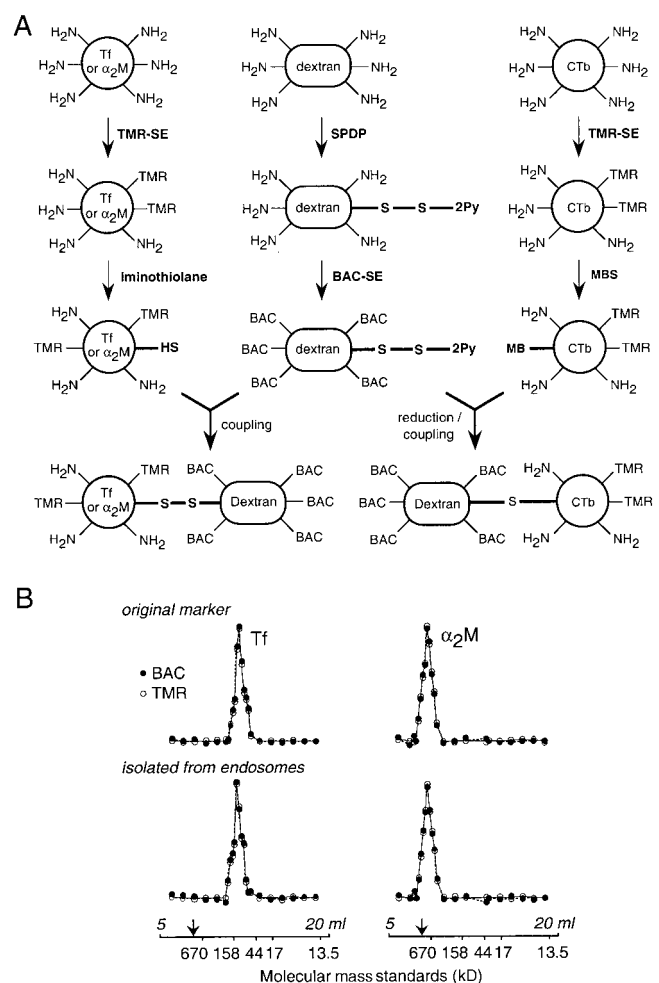 A
H2N NH2 H2N NH2 H2N NH2
Tf or α2M
H2N NH2
H2N NH2
H2N NH2
dextran
H2N NH2
H2N NH2
CTb
H2N NH2
H2N NH2
TMR-SE
SPDP
TMR-SE
H2N TMR
Tf or α2M
H2N TMR
H2N NH2
H2N NH2
H2N dextran S S 2Py
H2N NH2
H2N TMR
H2N CTb TMR
H2N NH2
iminothiolane
BAC-SE
MBS
H2N TMR
TMR Tf or α2M HS
H2N NH2
BAC BAC
BAC dextran S S 2Py
BAC BAC
H2N TMR
MB CTb TMR
H2N NH2
coupling
reduction / coupling
H2N TMR BAC BAC
TMR Tf or α2M S S Dextran BAC
H2N NH2 BAC BAC
BAC BAC H2N TMR
BAC Dextran S CTb TMR
BAC BAC H2N NH2
B
original marker
Tf
α2M
● BAC
○ TMR
isolated from endosomes
5 20 ml 5 20 ml
670 158 44 17 13.5 670 158 44 17 13.5
Molecular mass standards (kD)